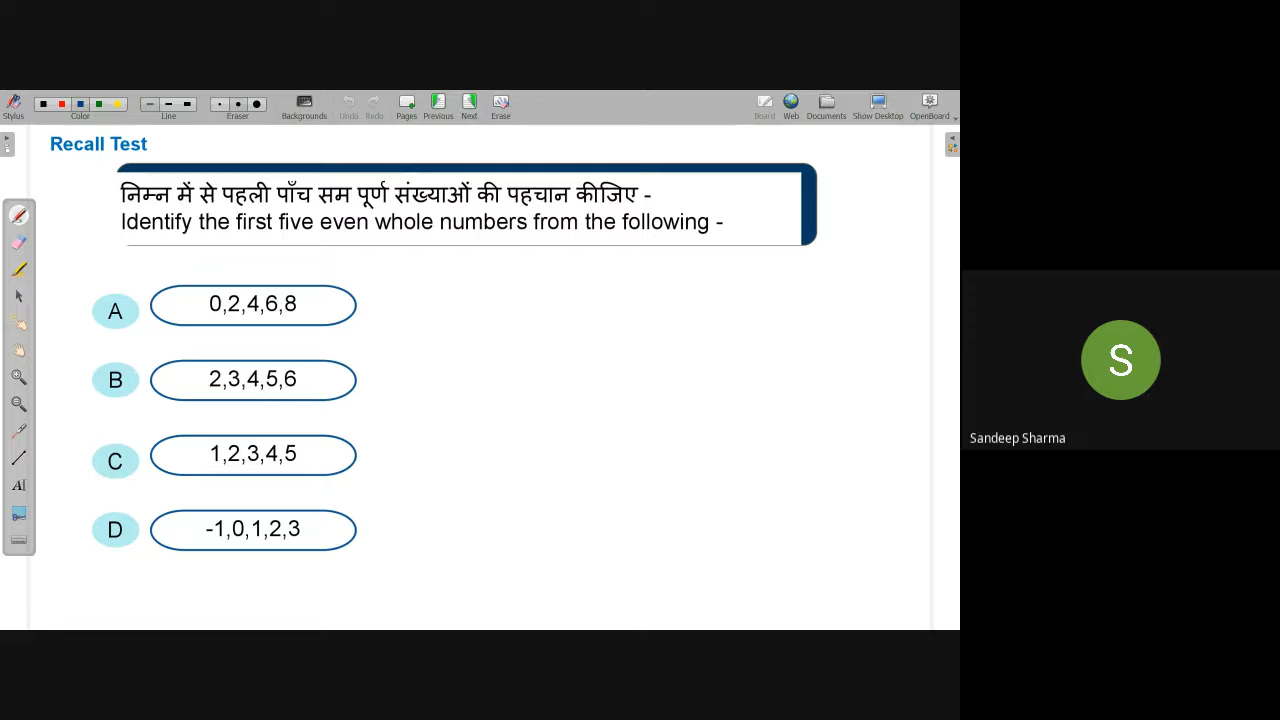 Stylus
Color
Line
Eraser
Backgrounds
Undo
Redo
Pages
Previous
Next
Erase
Board
Web
Documents
Show Desktop
OpenBoard
Recall Test
निम्न में से पहली पाँच सम पूर्ण संख्याओं की पहचान कीजिए -
Identify the first five even whole numbers from the following -
A 0,2,4,6,8
B 2,3,4,5,6
C 1,2,3,4,5
D -1,0,1,2,3
AI
S
Sandeep Sharma